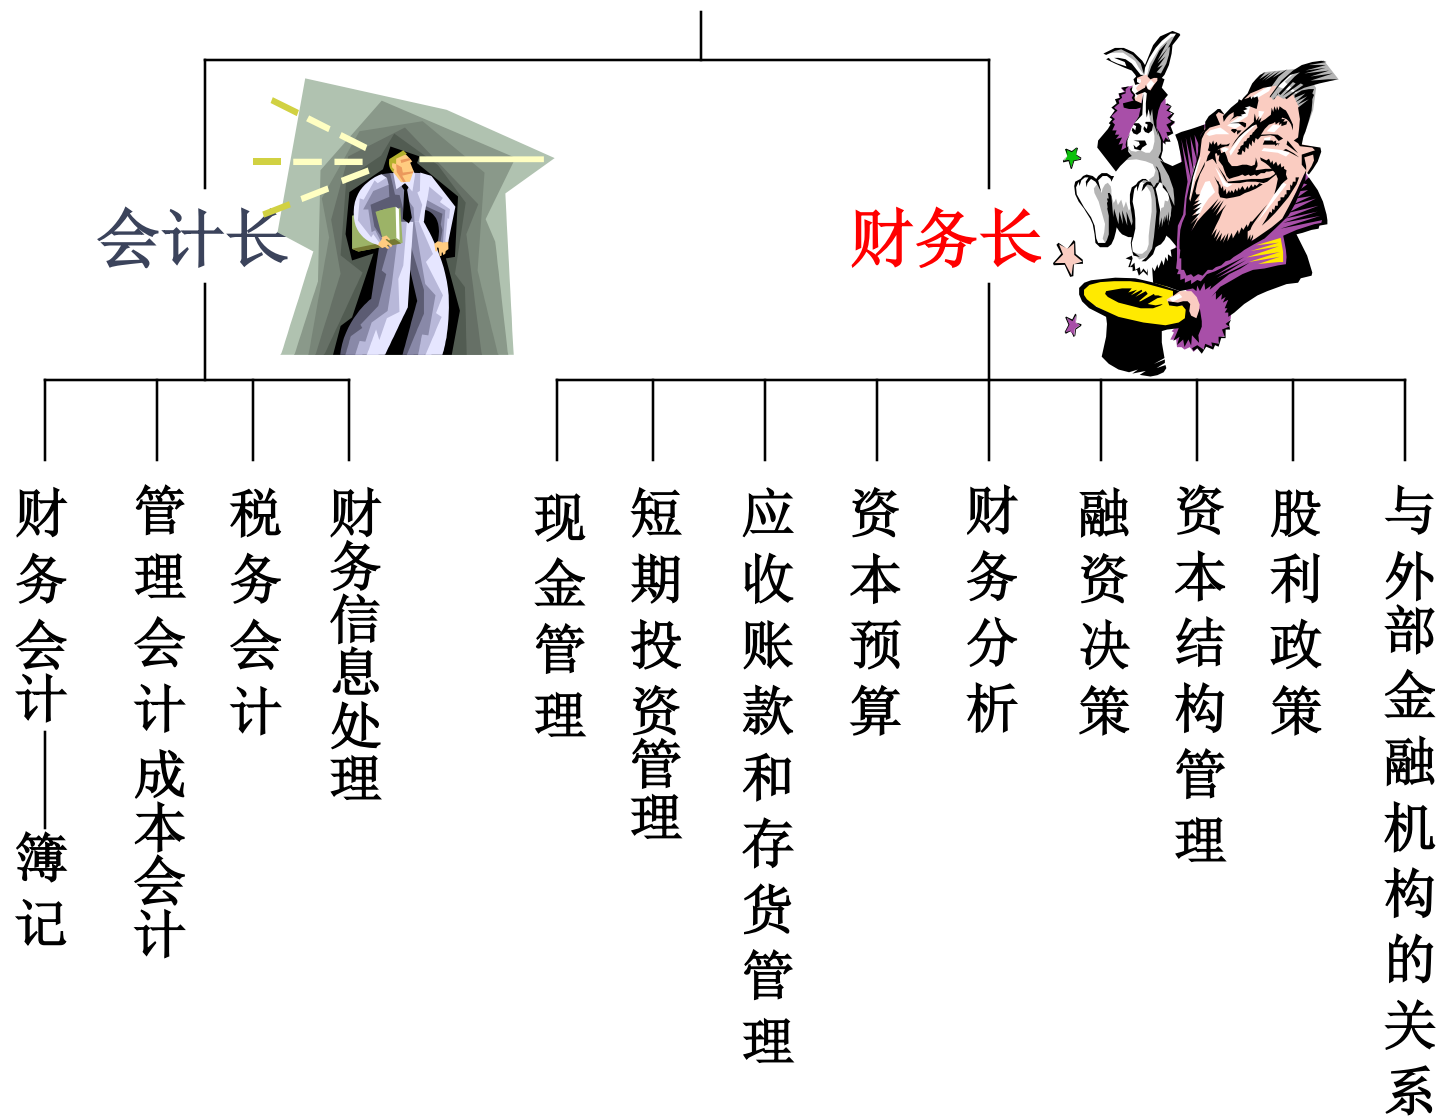 会计长
财务长
财务会计——簿记
管理会计成本会计
税务会计
财务信息处理
现金管理
短期投资管理
应收账款和存货管理
资本预算
财务分析
融资决策
资本结构管理
股利政策
与外部金融机构的关系